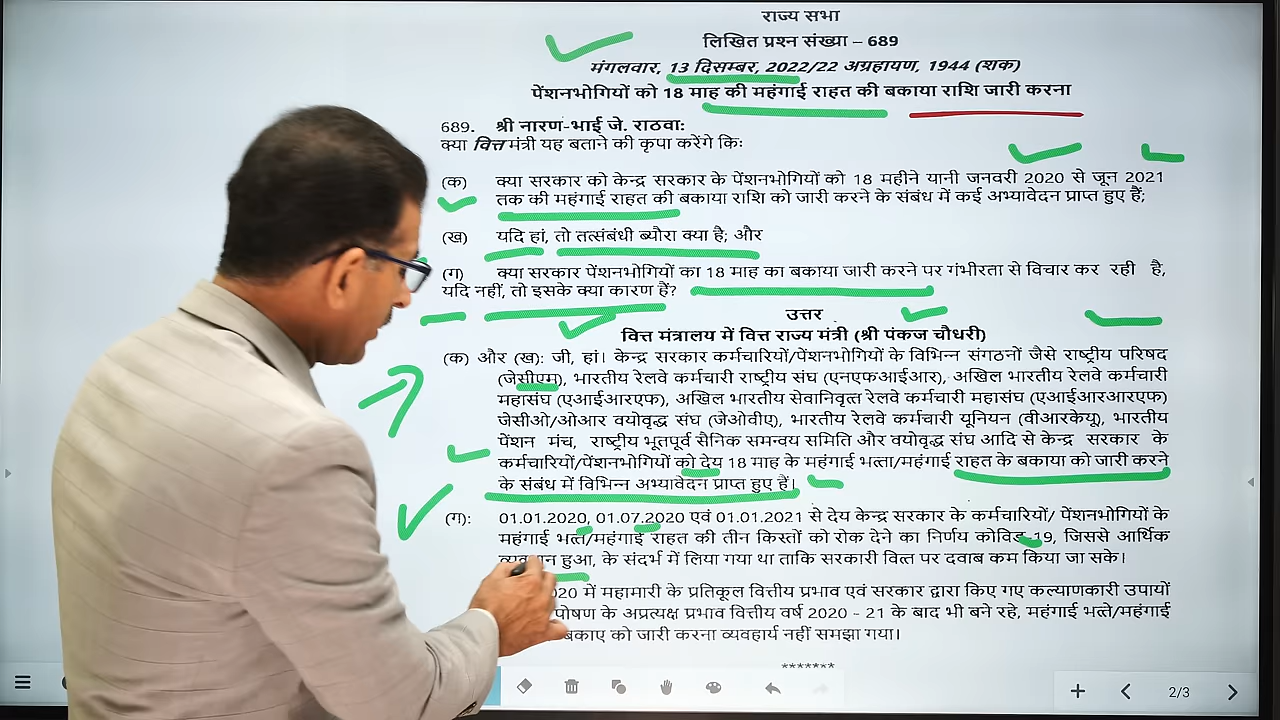 राज्य सभा
लिखित प्रश्न संख्या – 689
मंगलवार, 13 दिसम्बर, 2022/22 अग्रहायण, 1944 (शक)
पेंशनभोगियों को 18 माह की महंगाई राहत की बकाया राशि जारी करना
689. श्री नारण-भाई जे. राठवा:
क्या वित्त मंत्री यह बताने की कृपा करेंगे कि:
(क) क्या सरकार को केन्द्र सरकार के पेंशनभोगियों को 18 महीने यानी जनवरी 2020 से जून 2021
तक की महंगाई राहत की बकाया राशि को जारी करने के संबंध में कई अभ्यावेदन प्राप्त हुए हैं;
(ख) यदि हां, तो तत्संबंधी ब्यौरा क्या है; और
(ग) क्या सरकार पेंशनभोगियों का 18 माह का बकाया जारी करने पर गंभीरता से विचार कर रही है,
यदि नहीं, तो इसके क्या कारण हैं?
उत्तर
वित्त मंत्रालय में वित्त राज्य मंत्री (श्री पंकज चौधरी)
(क) और (ख): जी, हां। केन्द्र सरकार कर्मचारियों/पेंशनभोगियों के विभिन्न संगठनों जैसे राष्ट्रीय परिषद
(जेसीएम), भारतीय रेलवे कर्मचारी राष्ट्रीय संघ (एनएफआईआर), अखिल भारतीय रेलवे कर्मचारी
महासंघ (एआईआरएफ), अखिल भारतीय सेवानिवृत्त रेलवे कर्मचारी महासंघ (एआईआरआरएफ)
जेसीओ/ओआर वयोवृद्ध संघ (जेओवीए), भारतीय रेलवे कर्मचारी यूनियन (बीआरकेयू), भारतीय
पेंशन मंच, राष्ट्रीय भूतपूर्व सैनिक समन्वय समिति और वयोवृद्ध संघ आदि से केन्द्र सरकार के
कर्मचारियों/पेंशनभोगियों को देय 18 माह के महंगाई भत्ता/महंगाई राहत के बकाया को जारी करने
के संबंध में विभिन्न अभ्यावेदन प्राप्त हुए हैं।
(ग): 01.01.2020, 01.07.2020 एवं 01.01.2021 से देय केन्द्र सरकार के कर्मचारियों/ पेंशनभोगियों के
महंगाई भत्ते/महंगाई राहत की तीन किस्तों को रोक देने का निर्णय कोविड-19, जिससे आर्थिक
हुआ, के संदर्भ में लिया गया था ताकि सरकारी वित्त पर दवाब कम किया जा सके।
में महामारी के प्रतिकूल वित्तीय प्रभाव एवं सरकार द्वारा किए गए कल्याणकारी उपायों
पोषण के अप्रत्यक्ष प्रभाव वित्तीय वर्ष 2020 - 21 के बाद भी बने रहे, महंगाई भत्ते/महंगाई
बकाए को जारी करना व्यवहार्य नहीं समझा गया।
*******
2/3